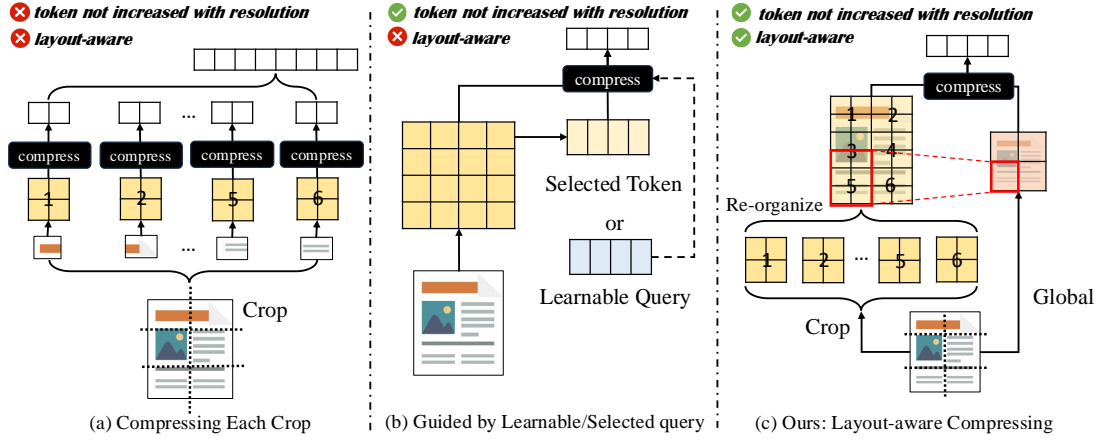 token not increased with resolution
layout-aware
...
compress
compress
compress
compress
1
2
5
6
...
Crop
(a) Compressing Each Crop
token not increased with resolution
layout-aware
compress
Selected Token
or
Learnable Query
(b) Guided by Learnable/Selected query
token not increased with resolution
layout-aware
compress
1 2
3 4
5 6
Re-organize
1 2 ... 5 6
Crop
Global
(c) Ours: Layout-aware Compressing